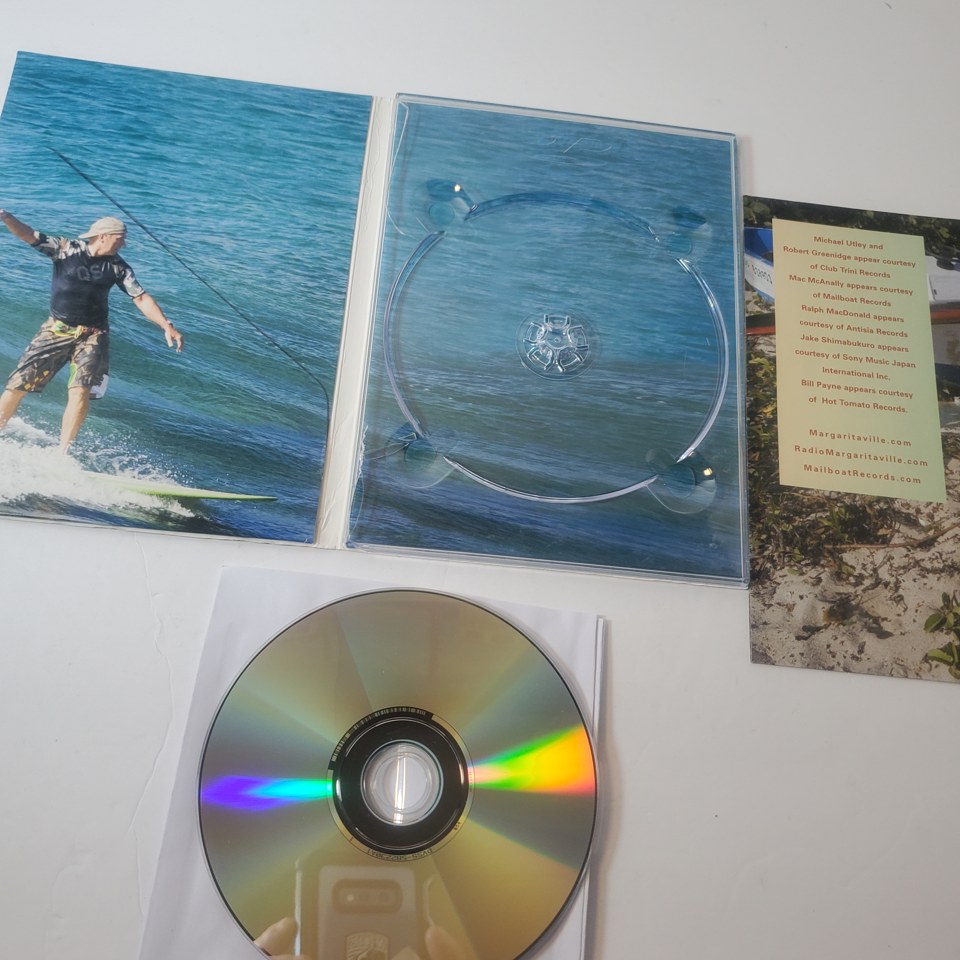 Michael Utley and
Robert Greenidge appear courtesy
of Club Trini Records
Mac McAnally appears courtesy
of Mailboat Records
Ralph MacDonald appears
courtesy of Antisia Records
Jake Shimabukuro appears
courtesy of Sony Music Japan
International Inc.
Bill Payne appears courtesy
of Hot Tomato Records.
Margaritaville.com
RadioMargaritaville.com
MailboatRecords.com